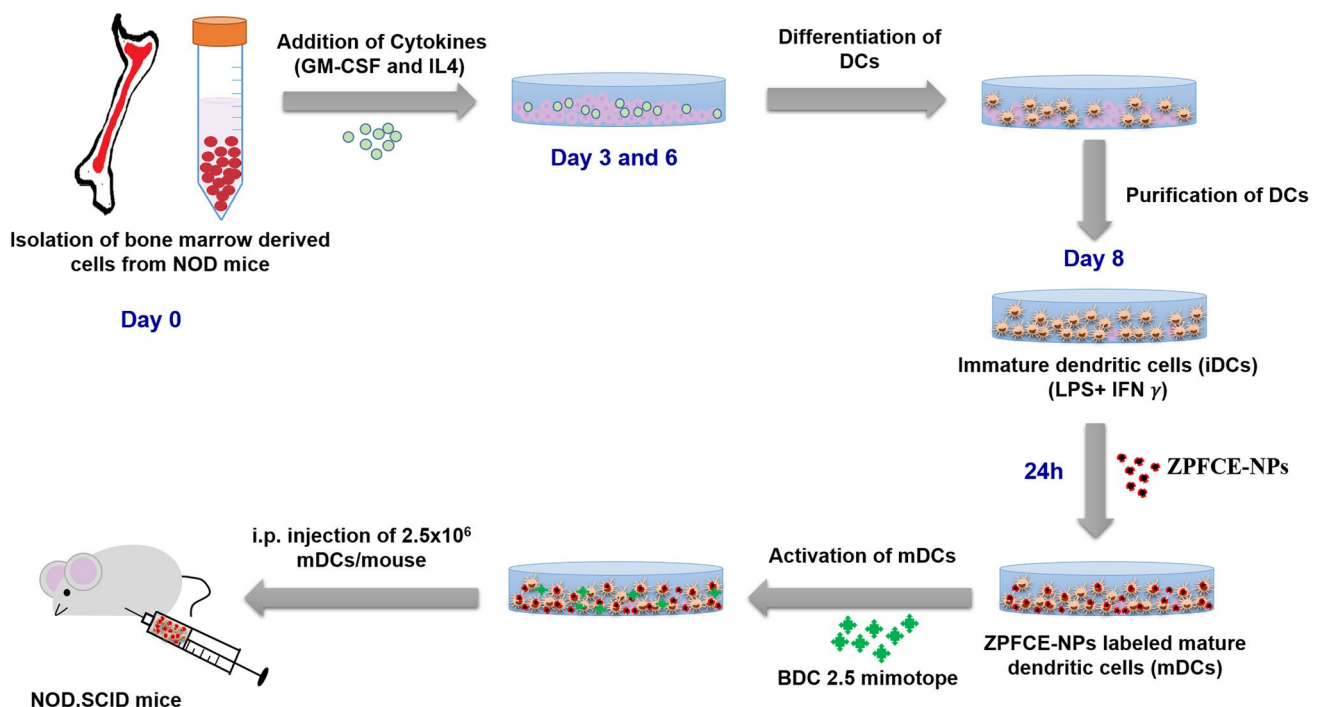 Addition of Cytokines
(GM-CSF and IL4)
Differentiation of
DCs
Day 3 and 6
Purification of DCs
Isolation of bone marrow derived
cells from NOD mice
Day 0
Day 8
Immature dendritic cells (iDCs)
(LPS+ IFN γ)
24h
ZPFCE-NPs
ZPFCE-NPs labeled mature
dendritic cells (mDCs)
Activation of mDCs
BDC 2.5 mimotope
i.p. injection of 2.5x10⁶
mDCs/mouse
NOD.SCID mice